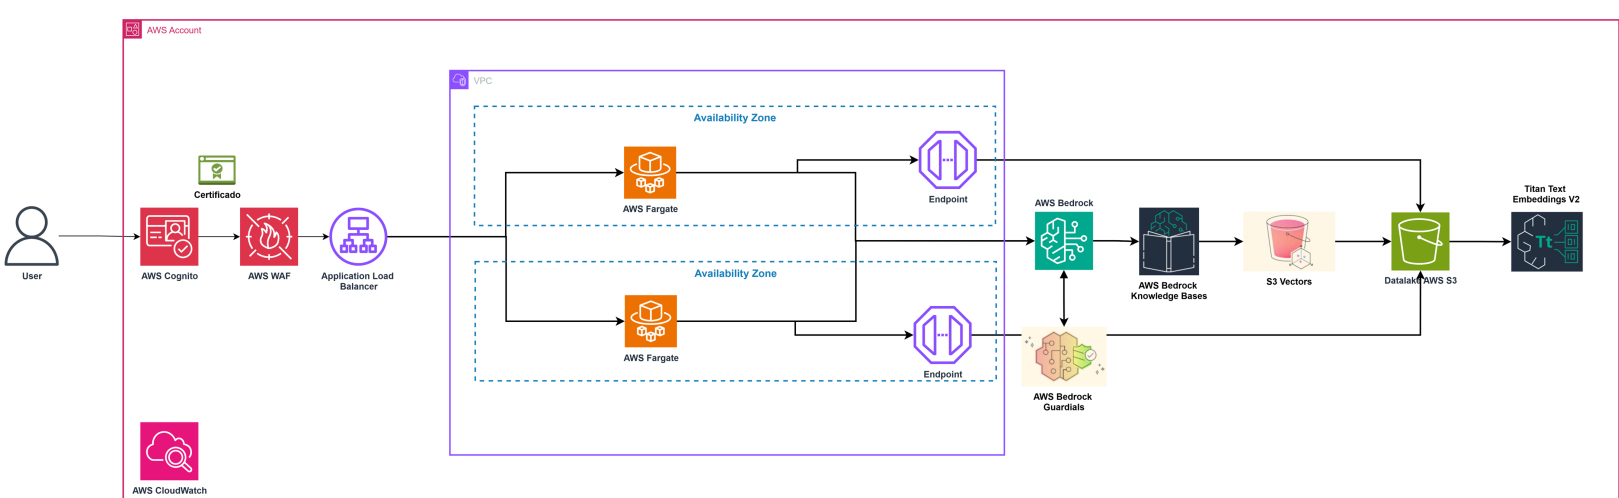 AWS Account
VPC
Availability Zone
Certificado
AWS Fargate
Endpoint
Titan Text
Embeddings V2
AWS Bedrock
User
AWS Cognito
AWS WAF
Application Load
Balancer
Availability Zone
AWS Bedrock
Knowledge Bases
S3 Vectors
Datalake AWS S3
Tt
AWS Fargate
Endpoint
AWS Bedrock
Guardials
AWS CloudWatch